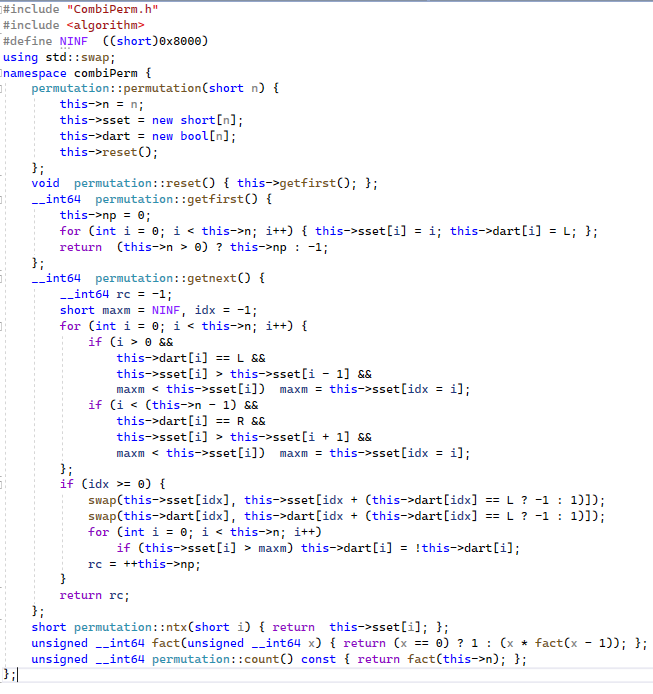 #include "CombiPerm.h"
#include <algorithm>
#define NINF  ((short)0x8000)
using std::swap;
namespace combiPerm {
    permutation::permutation(short n) {
        this->n = n;
        this->sset = new short[n];
        this->dart = new bool[n];
        this->reset();
    };
    void  permutation::reset() { this->getfirst(); };
    __int64  permutation::getfirst() {
        this->np = 0;
        for (int i = 0; i < this->n; i++) { this->sset[i] = i; this->dart[i] = L; };
        return  (this->n > 0) ? this->np : -1;
    };
    __int64  permutation::getnext() {
        __int64 rc = -1;
        short maxm = NINF, idx = -1;
        for (int i = 0; i < this->n; i++) {
            if (i > 0 &&
                this->dart[i] == L &&
                this->sset[i] > this->sset[i - 1] &&
                maxm < this->sset[i])  maxm = this->sset[idx = i];
            if (i < (this->n - 1) &&
                this->dart[i] == R &&
                this->sset[i] > this->sset[i + 1] &&
                maxm < this->sset[i])  maxm = this->sset[idx = i];
        };
        if (idx >= 0) {
            swap(this->sset[idx], this->sset[idx + (this->dart[idx] == L ? -1 : 1)]);
            swap(this->dart[idx], this->dart[idx + (this->dart[idx] == L ? -1 : 1)]);
            for (int i = 0; i < this->n; i++)
                if (this->sset[i] > maxm) this->dart[i] = !this->dart[i];
            rc = ++this->np;
        }
        return rc;
    };
    short permutation::ntx(short i) { return  this->sset[i]; };
    unsigned __int64 fact(unsigned __int64 x) { return (x == 0) ? 1 : (x * fact(x - 1)); };
    unsigned __int64 permutation::count() const { return fact(this->n); };
};